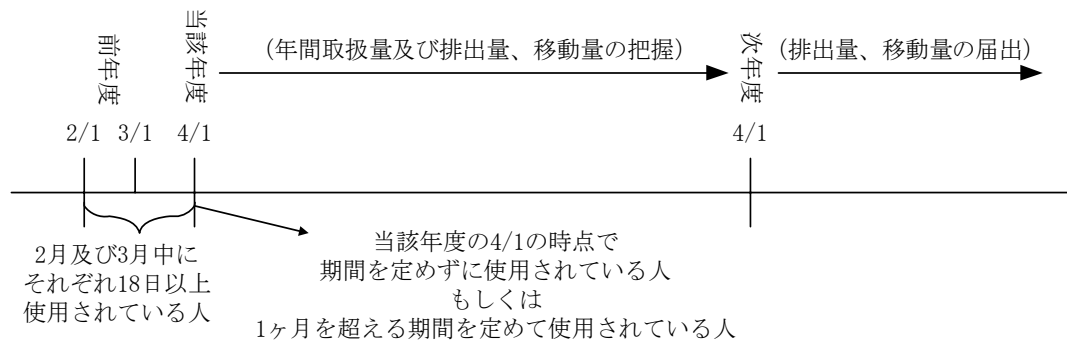 前年度
当該年度
(年間取扱量及び排出量、移動量の把握)
次年度
(排出量、移動量の届出)
2/1 3/1 4/1
4/1
2月及び3月中に
それぞれ18日以上
使用されている人
当該年度の4/1の時点で
期間を定めずに使用されている人
もしくは
1ヶ月を超える期間を定めて使用されている人